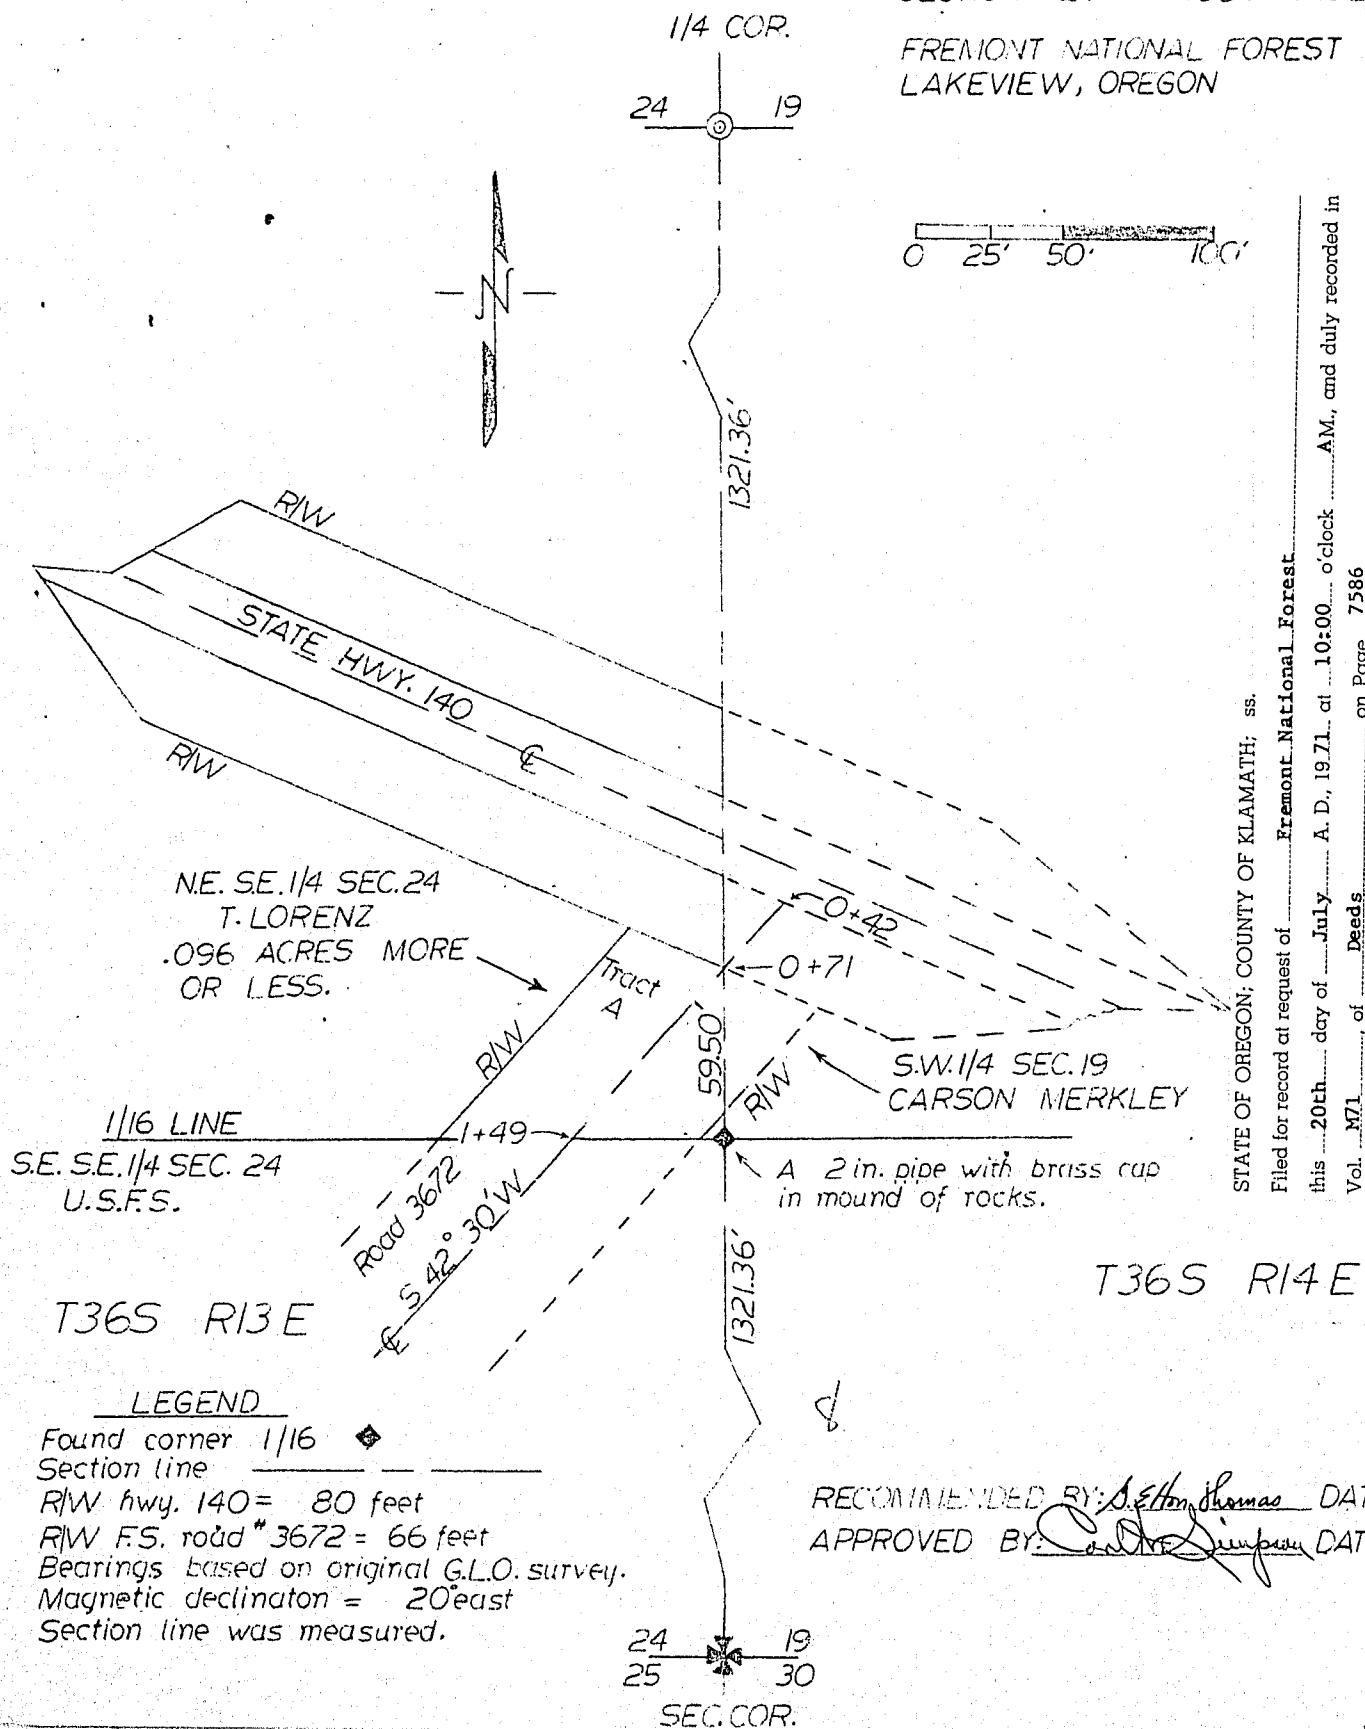 1/4 COR.
FREMONT NATIONAL FOREST
LAKEVIEW, OREGON
24 19
N
0 25' 50' 100'
1321.36'
R/W
STATE HWY. 140
℄
R/W
N.E. S.E. 1/4 SEC. 24
T. LORENZ
.096 ACRES MORE
OR LESS.
Tract
A
0+42
0+71
59.50'
R/W
R/W
S.W. 1/4 SEC. 19
CARSON MERKLEY
1/16 LINE
1+49
S.E. S.E. 1/4 SEC. 24
U.S.F.S.
A 2 in. pipe with brass cap
in mound of rocks.
Road 3672
S 42° 30' W
℄
1321.36'
T36S R13E
T36S R14E
LEGEND
Found corner 1/16
Section line
R/W hwy. 140 = 80 feet
R/W F.S. road #3672 = 66 feet
Bearings based on original G.L.O. survey.
Magnetic declinaton = 20° east
Section line was measured.
RECOMMENDED BY: Thomas DAT
APPROVED BY: Simpson DAT
24 19
25 30
SEC. COR.
STATE OF OREGON; COUNTY OF KLAMATH; ss.
Filed for record at request of Fremont National Forest
this 20th day of July A. D., 1971 at 10:00 o'clock AM., and duly recorded in
Vol. M71, of Deeds on Page 7586